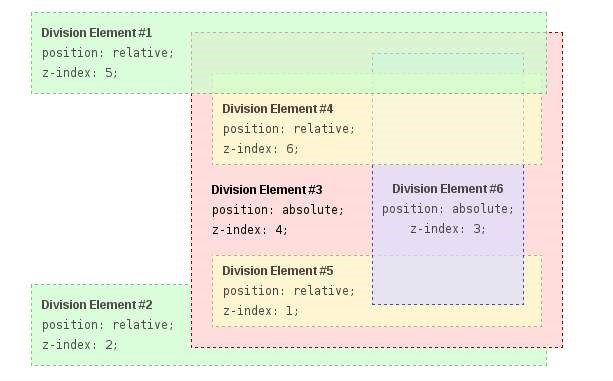 Division Element #1
position: relative;
z-index: 5;
Division Element #4
position: relative;
z-index: 6;
Division Element #3
position: absolute;
z-index: 4;
Division Element #6
position: absolute;
z-index: 3;
Division Element #5
position: relative;
z-index: 1;
Division Element #2
position: relative;
z-index: 2;